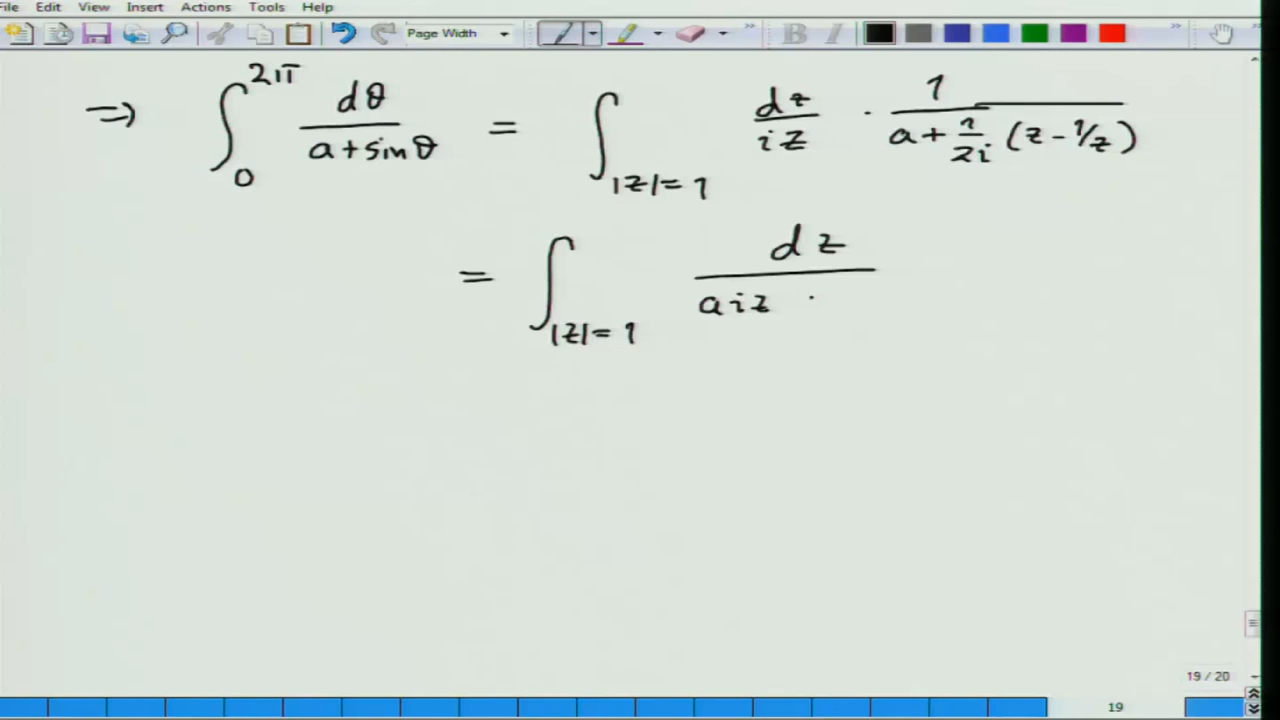 File Edit View Insert Actions Tools Help
Page Width
B I
⇒ ∫₀^{2π} dθ / (a + sin θ) = ∫_{|z|=1} dz / (iz) · 1 / (a + 1/2i (z - 1/z))
= ∫_{|z|=1} dz / (aiz ·
19 / 20
19